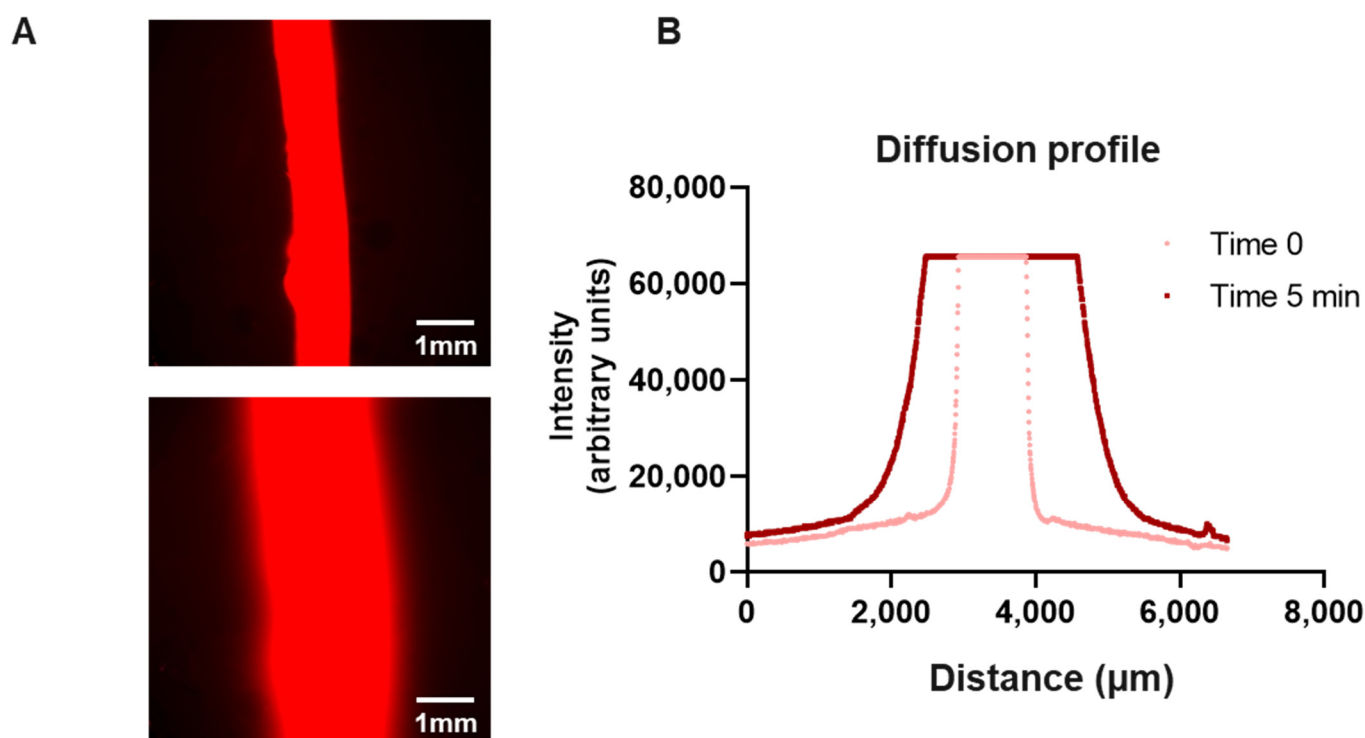 A
1mm
1mm
B
Diffusion profile
80,000
60,000
40,000
20,000
0
Intensity
(arbitrary units)
Time 0
Time 5 min
0
2,000
4,000
6,000
8,000
Distance (μm)